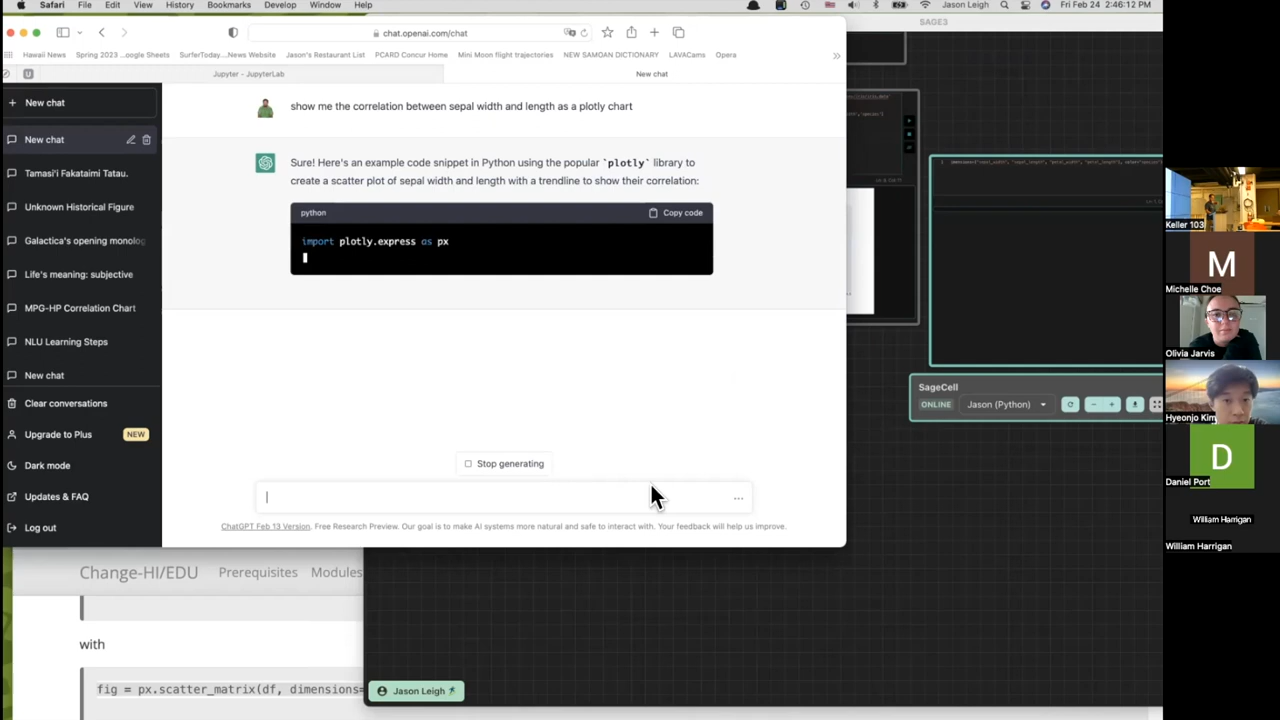 Safari File Edit View History Bookmarks Develop Window Help
Jason Leigh Fri Feb 24 2:46:12 PM
SAGE3
chat.openai.com/chat
Hawaii News Spring 2023 ...oogle Sheets SurferToday....News Website Jason's Restaurant List PCARD Concur Home Mini Moon flight trajectories NEW SAMOAN DICTIONARY LAVACams Opera
Jupyter - JupyterLab
New chat
+ New chat
New chat
Tamasi'i Fakataimi Tatau.
Unknown Historical Figure
Galactica's opening monolog
Life's meaning: subjective
MPG-HP Correlation Chart
NLU Learning Steps
New chat
Clear conversations
Upgrade to Plus NEW
Dark mode
Updates & FAQ
Log out
show me the correlation between sepal width and length as a plotly chart
Sure! Here's an example code snippet in Python using the popular `plotly` library to
create a scatter plot of sepal width and length with a trendline to show their correlation:
python Copy code
import plotly.express as px
Stop generating
ChatGPT Feb 13 Version. Free Research Preview. Our goal is to make AI systems more natural and safe to interact with. Your feedback will help us improve.
SageCell
ONLINE Jason (Python)
Change-HI/EDU Prerequisites Modules
with
fig = px.scatter_matrix(df, dimensions=
Jason Leigh
Keller 103
M
Michelle Choe
Olivia Jarvis
Hyeonjo Kim
D
Daniel Port
William Harrigan
William Harrigan